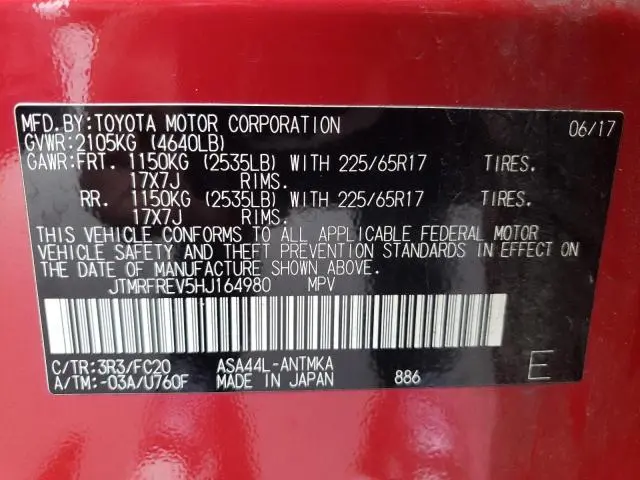 MFD.BY:TOYOTA MOTOR CORPORATION 06/17
GVWR:2105KG (4640LB)
GAWR:FRT. 1150KG (2535LB) WITH 225/65R17 TIRES.
17X7J RIMS.
RR. 1150KG (2535LB) WITH 225/65R17 TIRES.
17X7J RIMS.
THIS VEHICLE CONFORMS TO ALL APPLICABLE FEDERAL MOTOR
VEHICLE SAFETY AND THEFT PREVENTION STANDARDS IN EFFECT ON
THE DATE OF MANUFACTURE SHOWN ABOVE.
JTMRFREV5HJ164980 MPV
C/TR:3R3/FC20 ASA44L-ANTMKA
A/TM:-03A/U760F MADE IN JAPAN 886 E